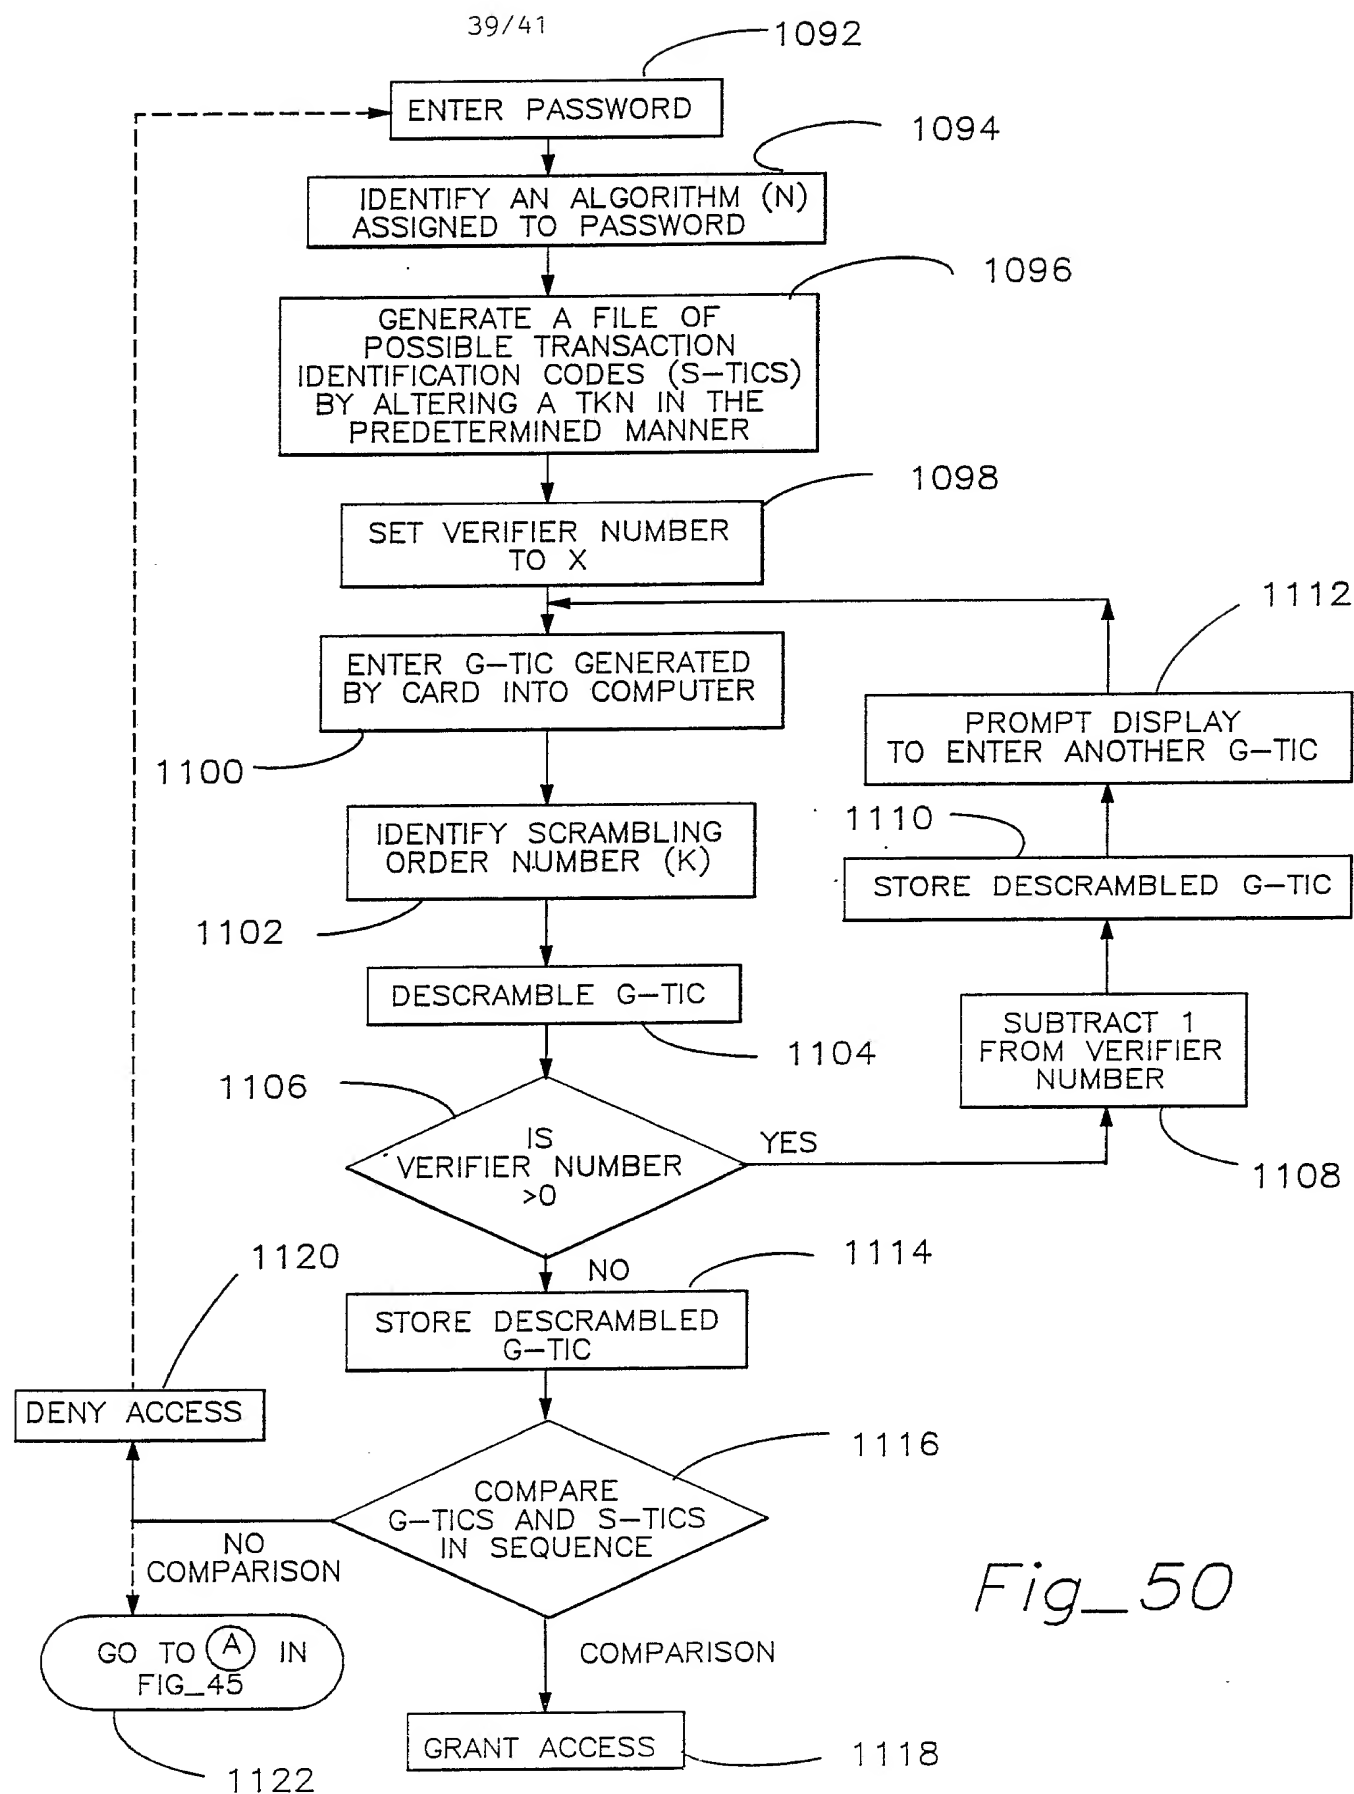 39/41
1092
ENTER PASSWORD
1094
IDENTIFY AN ALGORITHM (N)
ASSIGNED TO PASSWORD
1096
GENERATE A FILE OF
POSSIBLE TRANSACTION
IDENTIFICATION CODES (S-TICS)
BY ALTERING A TKN IN THE
PREDETERMINED MANNER
1098
SET VERIFIER NUMBER
TO X
1112
ENTER G-TIC GENERATED
BY CARD INTO COMPUTER
1100
PROMPT DISPLAY
TO ENTER ANOTHER G-TIC
1110
IDENTIFY SCRAMBLING
ORDER NUMBER (K)
1102
STORE DESCRAMBLED G-TIC
DESCRAMBLE G-TIC
1104
SUBTRACT 1
FROM VERIFIER
NUMBER
1108
1106
IS
VERIFIER NUMBER
>0
YES
NO
1114
1120
STORE DESCRAMBLED
G-TIC
DENY ACCESS
1116
COMPARE
G-TICS AND S-TICS
IN SEQUENCE
NO
COMPARISON
Fig_50
GO TO A IN
FIG_45
1122
COMPARISON
GRANT ACCESS
1118